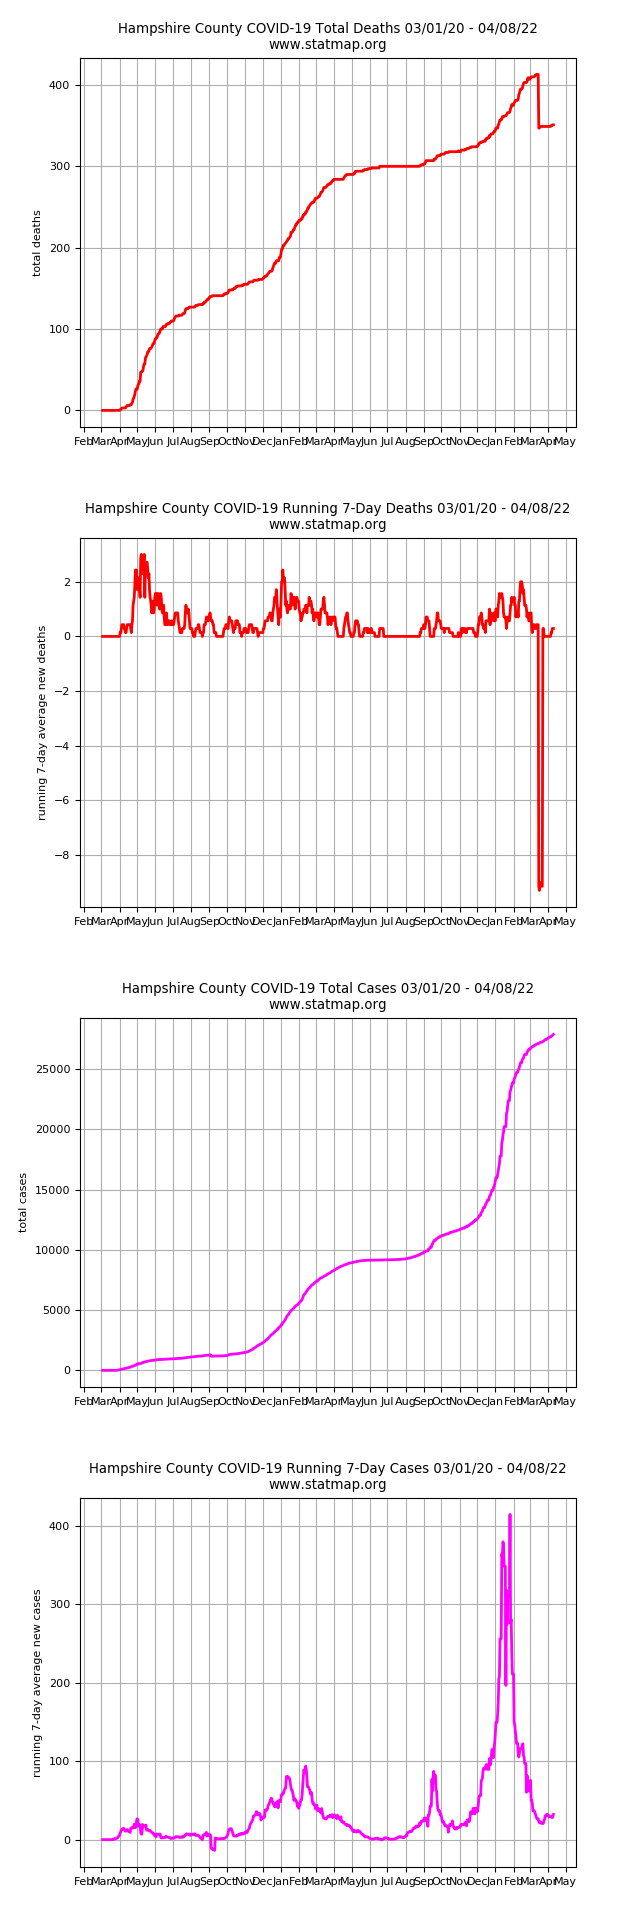 Hampshire County COVID-19 Total Deaths 03/01/20 - 04/08/22
www.statmap.org
400
300
200
100
0
total deaths
Feb Mar Apr May Jun Jul Aug Sep Oct Nov Dec Jan Feb Mar Apr May Jun Jul Aug Sep Oct Nov Dec Jan Feb Mar Apr May
Hampshire County COVID-19 Running 7-Day Deaths 03/01/20 - 04/08/22
www.statmap.org
2
0
−2
−4
−6
−8
running 7-day average new deaths
Feb Mar Apr May Jun Jul Aug Sep Oct Nov Dec Jan Feb Mar Apr May Jun Jul Aug Sep Oct Nov Dec Jan Feb Mar Apr May
Hampshire County COVID-19 Total Cases 03/01/20 - 04/08/22
www.statmap.org
25000
20000
15000
10000
5000
0
total cases
Feb Mar Apr May Jun Jul Aug Sep Oct Nov Dec Jan Feb Mar Apr May Jun Jul Aug Sep Oct Nov Dec Jan Feb Mar Apr May
Hampshire County COVID-19 Running 7-Day Cases 03/01/20 - 04/08/22
www.statmap.org
400
300
200
100
0
running 7-day average new cases
Feb Mar Apr May Jun Jul Aug Sep Oct Nov Dec Jan Feb Mar Apr May Jun Jul Aug Sep Oct Nov Dec Jan Feb Mar Apr May